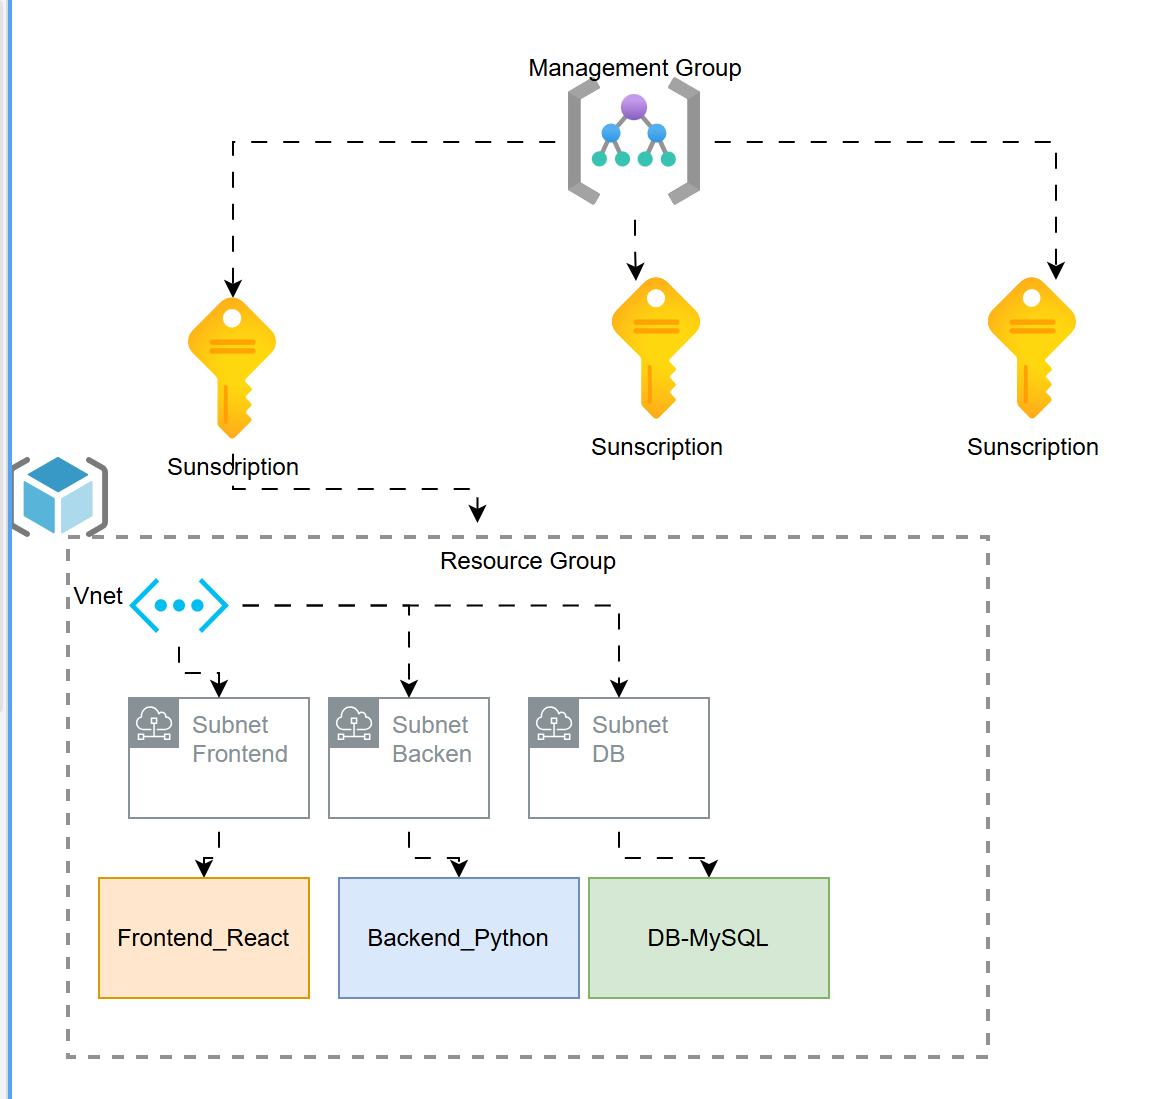 Management Group
Sunscription
Sunscription
Sunscription
Resource Group
Vnet
Subnet
Frontend
Subnet
Backen
Subnet
DB
Frontend_React
Backend_Python
DB-MySQL